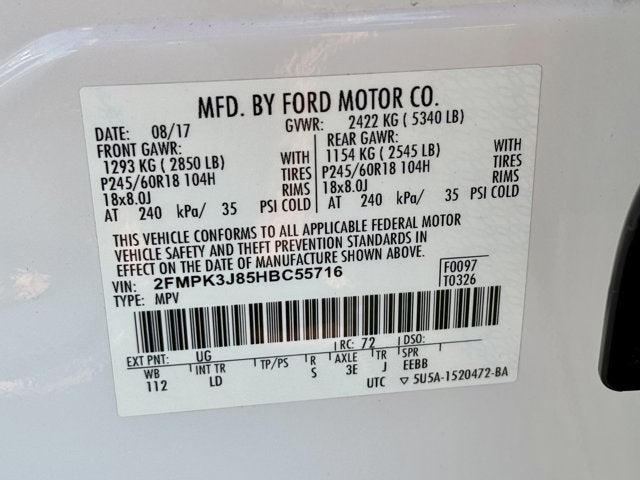 MFD. BY FORD MOTOR CO.
DATE: 08/17 GVWR: 2422 KG ( 5340 LB)
FRONT GAWR: REAR GAWR:
1293 KG ( 2850 LB) WITH 1154 KG ( 2545 LB) WITH
P245/60R18 104H TIRES P245/60R18 104H TIRES
18x8.0J RIMS 18x8.0J RIMS
AT 240 kPa/ 35 PSI COLD AT 240 kPa/ 35 PSI COLD
THIS VEHICLE CONFORMS TO ALL APPLICABLE FEDERAL MOTOR
VEHICLE SAFETY AND THEFT PREVENTION STANDARDS IN
EFFECT ON THE DATE OF MANUFACTURE SHOWN ABOVE.
VIN: 2FMPK3J85HBC55716 F0097
TYPE: MPV T0326
EXT PNT: UG RC: 72 DSO:
WB INT TR TP/PS R AXLE TR SPR
112 LD S 3E J EEBB
UTC ▽ 5U5A-1520472-BA